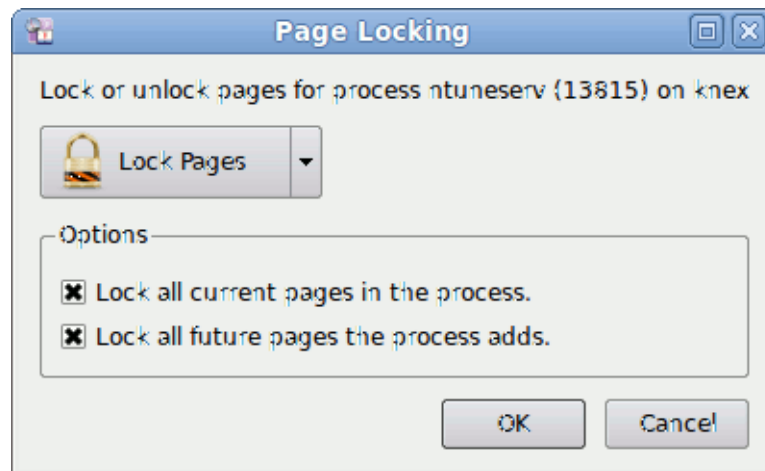 Page Locking
Lock or unlock pages for process ntuneserv (13815) on knex
Lock Pages
Options
Lock all current pages in the process.
Lock all future pages the process adds.
OK
Cancel